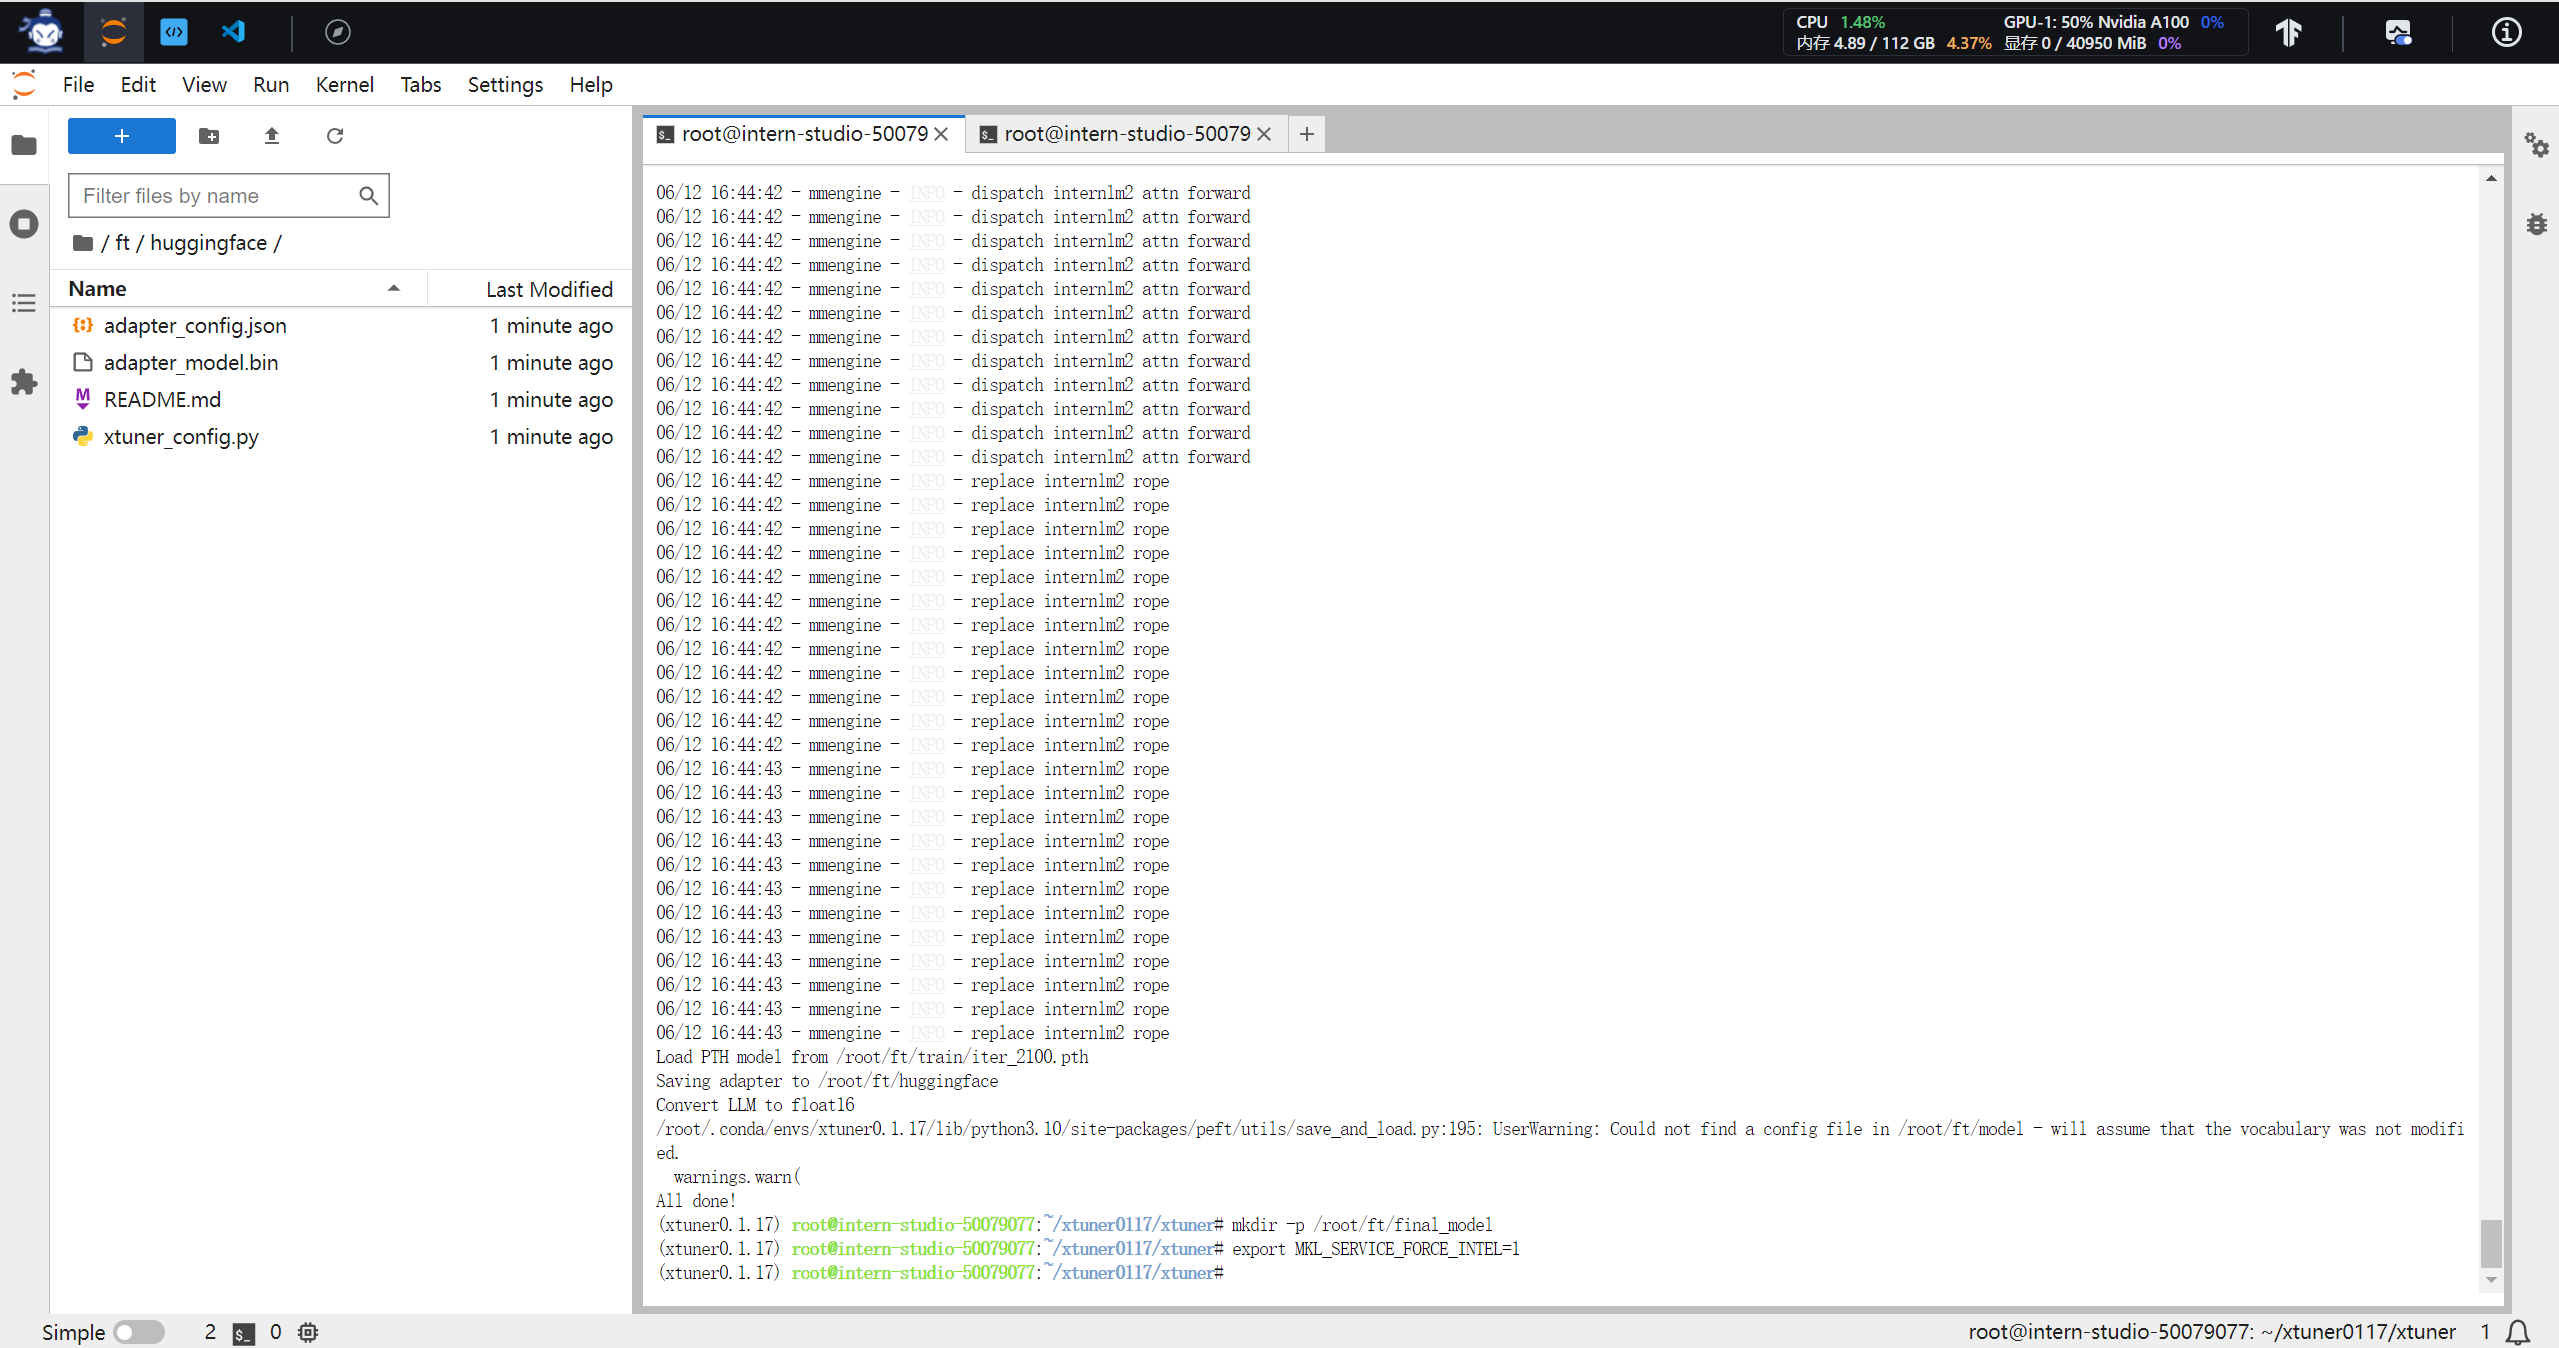 CPU 1.48% GPU-1: 50% Nvidia A100 0%
内存 4.89 / 112 GB 4.37% 显存 0 / 40950 MiB 0%
File Edit View Run Kernel Tabs Settings Help
root@intern-studio-50079 root@intern-studio-50079
Filter files by name
/ ft / huggingface /
Name Last Modified
adapter_config.json 1 minute ago
adapter_model.bin 1 minute ago
README.md 1 minute ago
xtuner_config.py 1 minute ago
06/12 16:44:42 - mmengine - INFO - dispatch internlm2 attn forward
06/12 16:44:42 - mmengine - INFO - dispatch internlm2 attn forward
06/12 16:44:42 - mmengine - INFO - dispatch internlm2 attn forward
06/12 16:44:42 - mmengine - INFO - dispatch internlm2 attn forward
06/12 16:44:42 - mmengine - INFO - dispatch internlm2 attn forward
06/12 16:44:42 - mmengine - INFO - dispatch internlm2 attn forward
06/12 16:44:42 - mmengine - INFO - dispatch internlm2 attn forward
06/12 16:44:42 - mmengine - INFO - dispatch internlm2 attn forward
06/12 16:44:42 - mmengine - INFO - dispatch internlm2 attn forward
06/12 16:44:42 - mmengine - INFO - dispatch internlm2 attn forward
06/12 16:44:42 - mmengine - INFO - dispatch internlm2 attn forward
06/12 16:44:42 - mmengine - INFO - dispatch internlm2 attn forward
06/12 16:44:42 - mmengine - INFO - replace internlm2 rope
06/12 16:44:42 - mmengine - INFO - replace internlm2 rope
06/12 16:44:42 - mmengine - INFO - replace internlm2 rope
06/12 16:44:42 - mmengine - INFO - replace internlm2 rope
06/12 16:44:42 - mmengine - INFO - replace internlm2 rope
06/12 16:44:42 - mmengine - INFO - replace internlm2 rope
06/12 16:44:42 - mmengine - INFO - replace internlm2 rope
06/12 16:44:42 - mmengine - INFO - replace internlm2 rope
06/12 16:44:42 - mmengine - INFO - replace internlm2 rope
06/12 16:44:42 - mmengine - INFO - replace internlm2 rope
06/12 16:44:42 - mmengine - INFO - replace internlm2 rope
06/12 16:44:42 - mmengine - INFO - replace internlm2 rope
06/12 16:44:43 - mmengine - INFO - replace internlm2 rope
06/12 16:44:43 - mmengine - INFO - replace internlm2 rope
06/12 16:44:43 - mmengine - INFO - replace internlm2 rope
06/12 16:44:43 - mmengine - INFO - replace internlm2 rope
06/12 16:44:43 - mmengine - INFO - replace internlm2 rope
06/12 16:44:43 - mmengine - INFO - replace internlm2 rope
06/12 16:44:43 - mmengine - INFO - replace internlm2 rope
06/12 16:44:43 - mmengine - INFO - replace internlm2 rope
06/12 16:44:43 - mmengine - INFO - replace internlm2 rope
06/12 16:44:43 - mmengine - INFO - replace internlm2 rope
06/12 16:44:43 - mmengine - INFO - replace internlm2 rope
06/12 16:44:43 - mmengine - INFO - replace internlm2 rope
Load PTH model from /root/ft/train/iter_2100.pth
Saving adapter to /root/ft/huggingface
Convert LLM to float16
/root/.conda/envs/xtuner0.1.17/lib/python3.10/site-packages/peft/utils/save_and_load.py:195: UserWarning: Could not find a config file in /root/ft/model - will assume that the vocabulary was not modifi
ed.
warnings.warn(
All done!
(xtuner0.1.17) root@intern-studio-50079077:~/xtuner0117/xtuner# mkdir -p /root/ft/final_model
(xtuner0.1.17) root@intern-studio-50079077:~/xtuner0117/xtuner# export MKL_SERVICE_FORCE_INTEL=1
(xtuner0.1.17) root@intern-studio-50079077:~/xtuner0117/xtuner#
Simple 2 0 root@intern-studio-50079077: ~/xtuner0117/xtuner 1